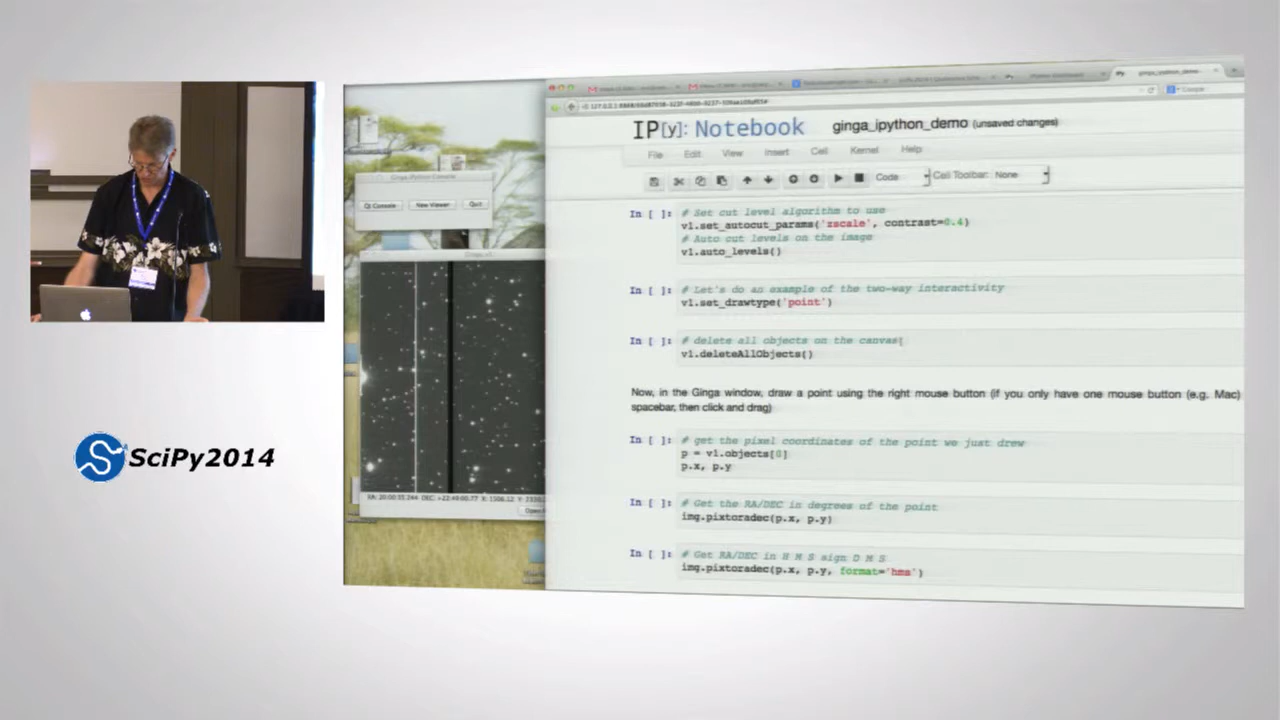 IP[y]: Notebook
ginga_ipython_demo (unsaved changes)
File Edit View Insert Cell Kernel Help
Code Cell Toolbar: None
Ginga IPython Console
New Viewer Quit
In [ ]: # Set cut level algorithm to use
v1.set_autocut_params('zscale', contrast=0.4)
# Auto cut levels on the image
v1.auto_levels()
In [ ]: # Let's do an example of the two-way interactivity
v1.set_drawtype('point')
In [ ]: # delete all objects on the canvas
v1.deleteAllObjects()
Now, in the Ginga window, draw a point using the right mouse button (if you only have one mouse button (e.g. Mac)
spacebar, then click and drag)
In [ ]: # get the pixel coordinates of the point we just drew
p = v1.objects[0]
p.x, p.y
In [ ]: # Get the RA/DEC in degrees of the point
img.pixtoradec(p.x, p.y)
In [ ]: # Get RA/DEC in H M S sign D M S
img.pixtoradec(p.x, p.y, format='hms')
SciPy2014